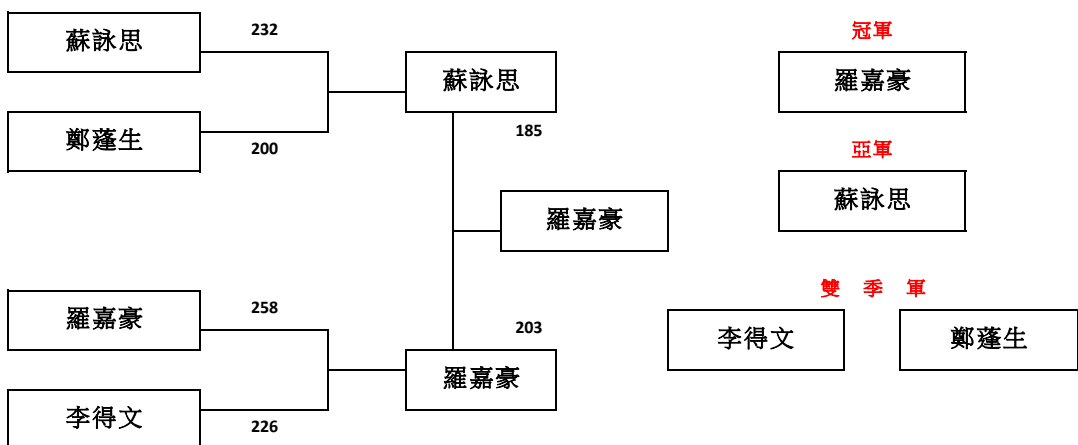 蘇詠思
232
鄭蓬生
200
蘇詠思
185
羅嘉豪
羅嘉豪
258
李得文
226
203
羅嘉豪
冠軍
羅嘉豪
亞軍
蘇詠思
雙 季 軍
李得文
鄭蓬生